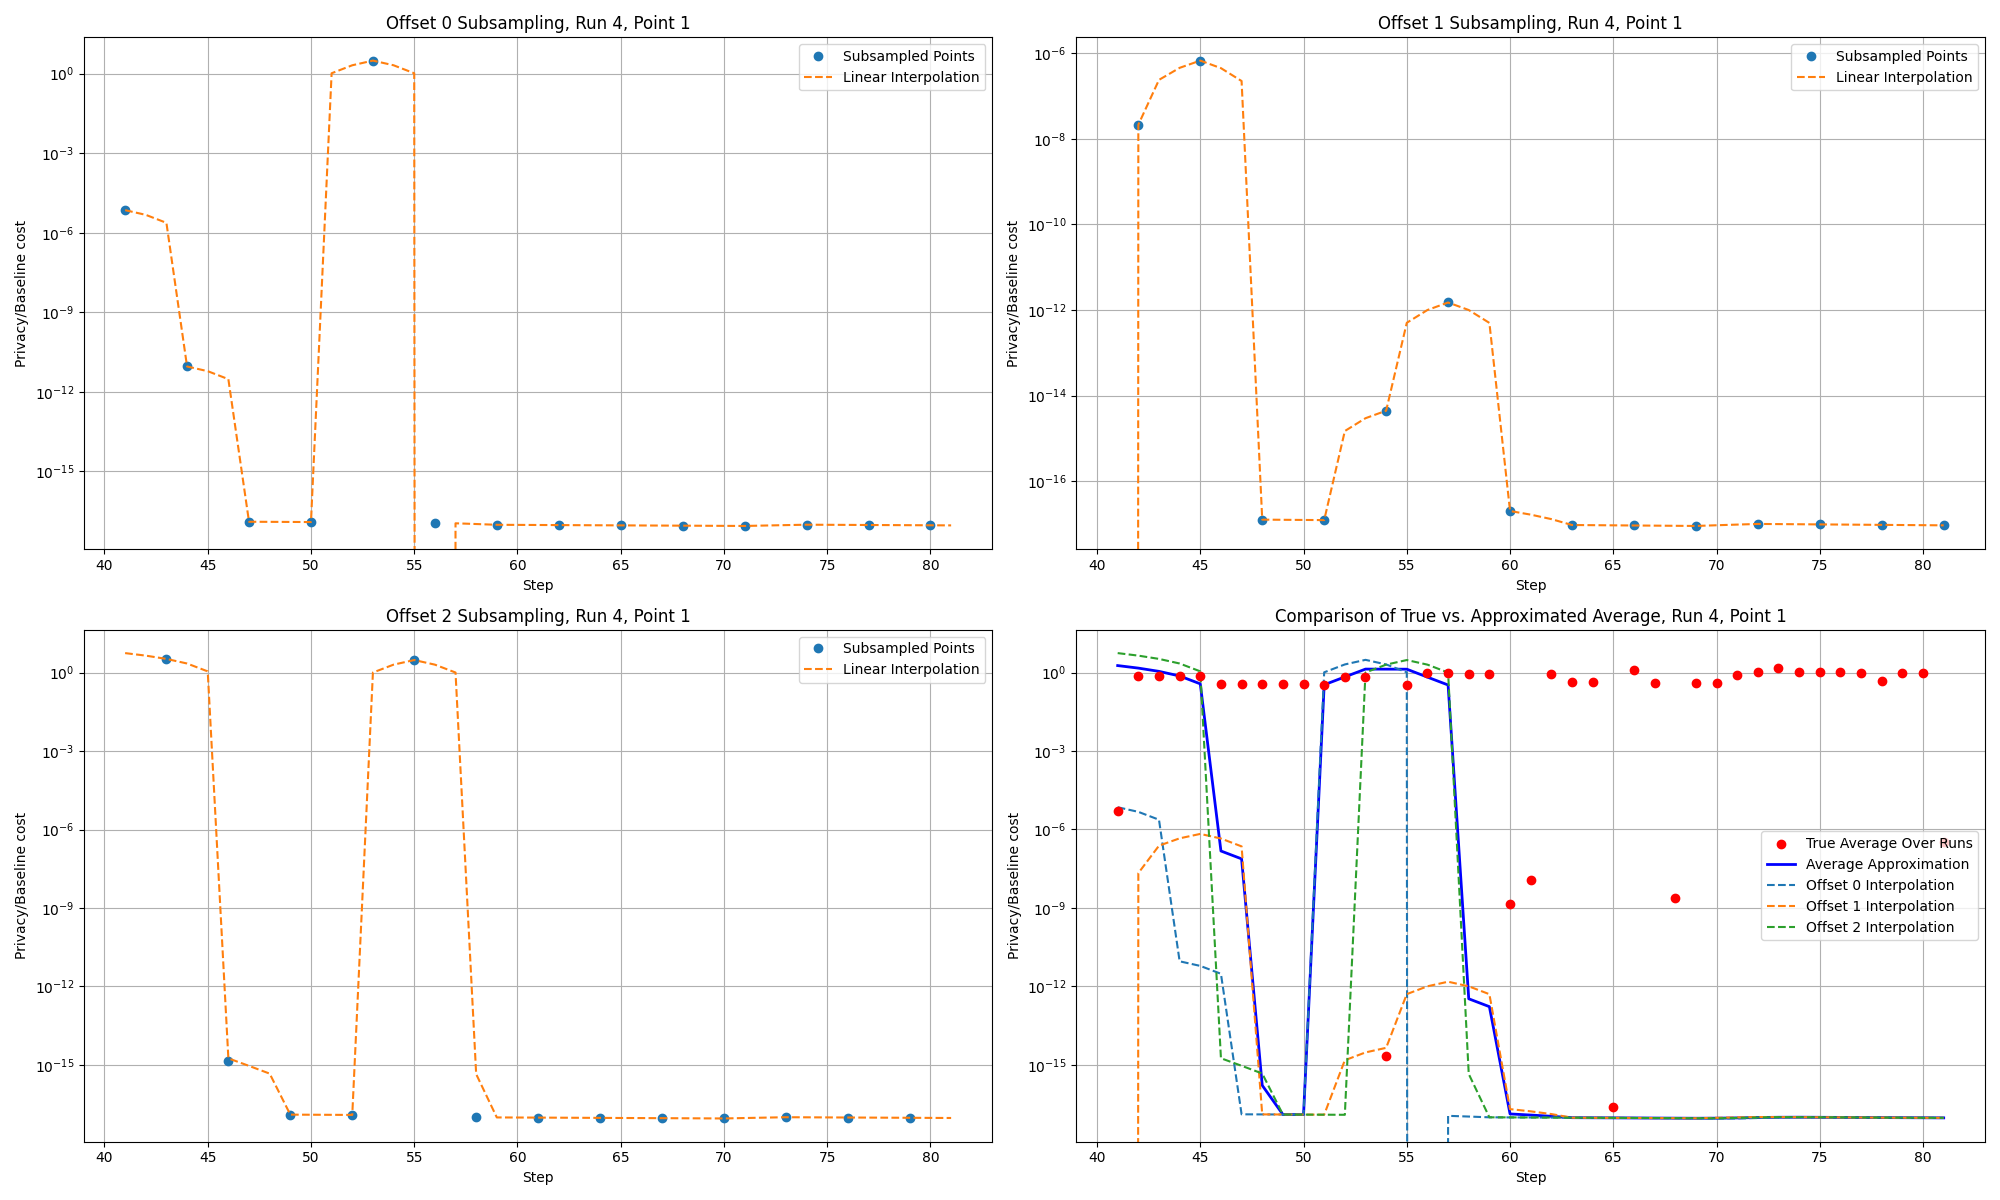 Offset 0 Subsampling, Run 4, Point 1
Subsampled Points
Linear Interpolation
Privacy/Baseline cost
10^0
10^−3
10^−6
10^−9
10^−12
10^−15
40 45 50 55 60 65 70 75 80
Step
Offset 1 Subsampling, Run 4, Point 1
Subsampled Points
Linear Interpolation
Privacy/Baseline cost
10^−6
10^−8
10^−10
10^−12
10^−14
10^−16
40 45 50 55 60 65 70 75 80
Step
Offset 2 Subsampling, Run 4, Point 1
Subsampled Points
Linear Interpolation
Privacy/Baseline cost
10^0
10^−3
10^−6
10^−9
10^−12
10^−15
40 45 50 55 60 65 70 75 80
Step
Comparison of True vs. Approximated Average, Run 4, Point 1
True Average Over Runs
Average Approximation
Offset 0 Interpolation
Offset 1 Interpolation
Offset 2 Interpolation
Privacy/Baseline cost
10^0
10^−3
10^−6
10^−9
10^−12
10^−15
40 45 50 55 60 65 70 75 80
Step